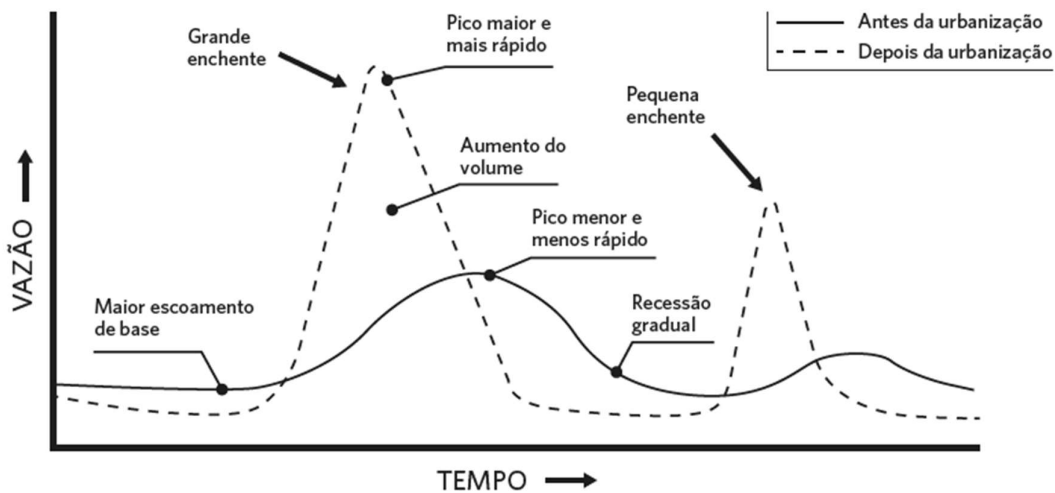 Pico maior e
mais rápido
Grande
enchente
Antes da urbanização
Depois da urbanização
Pequena
enchente
Aumento do
volume
Pico menor e
menos rápido
Maior escoamento
de base
Recessão
gradual
VAZÃO
TEMPO